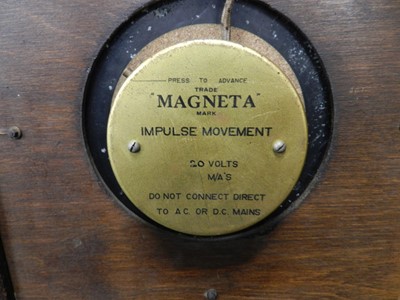 PRESS TO ADVANCE
TRADE
"MAGNETA"
MARK
IMPULSE MOVEMENT
20 VOLTS
M/A'S
DO NOT CONNECT DIRECT
TO A.C. OR D.C. MAINS